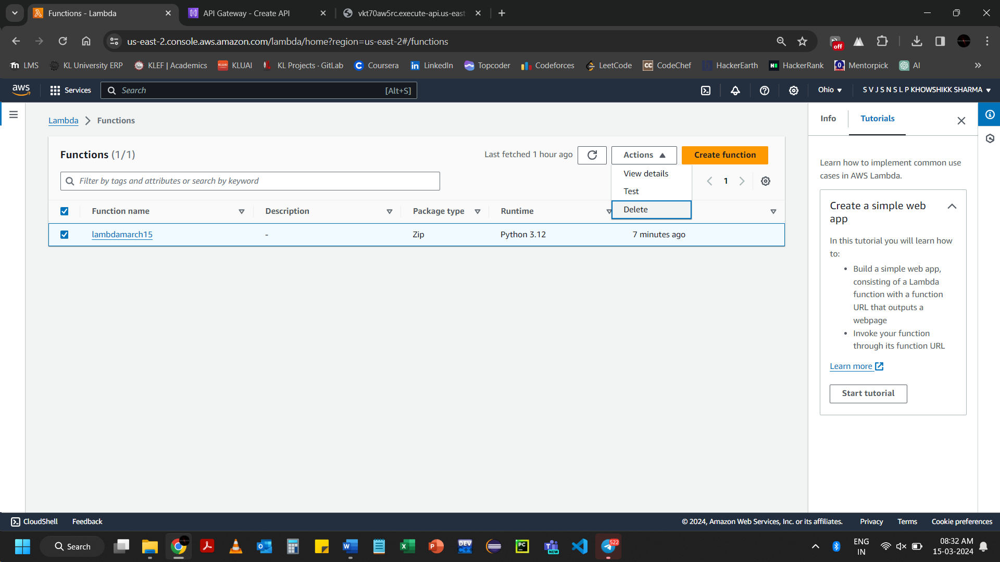 Functions - Lambda
API Gateway - Create API
vkt70aw5rc.execute-api.us-east
us-east-2.console.aws.amazon.com/lambda/home?region=us-east-2#/functions
off
LMS
KL University ERP
KLEF | Academics
KLUAI
KL Projects · GitLab
Coursera
LinkedIn
Topcoder
Codeforces
LeetCode
CodeChef
HackerEarth
HackerRank
Mentorpick
AI
aws
Services
Search
[Alt+S]
Ohio
S V J S N S L P KHOWSHIKK SHARMA
Lambda
Functions
Info
Tutorials
Functions (1/1)
Last fetched 1 hour ago
Actions
Create function
View details
Test
Delete
Filter by tags and attributes or search by keyword
1
Function name
Description
Package type
Runtime
lambdamarch15
-
Zip
Python 3.12
7 minutes ago
Learn how to implement common use
cases in AWS Lambda.
Create a simple web
app
In this tutorial you will learn how
to:
• Build a simple web app,
consisting of a Lambda
function with a function
URL that outputs a
webpage
• Invoke your function
through its function URL
Learn more
Start tutorial
CloudShell
Feedback
© 2024, Amazon Web Services, Inc. or its affiliates.
Privacy
Terms
Cookie preferences
Search
DEV
PC
NEW
522
ENG
IN
08:32 AM
15-03-2024